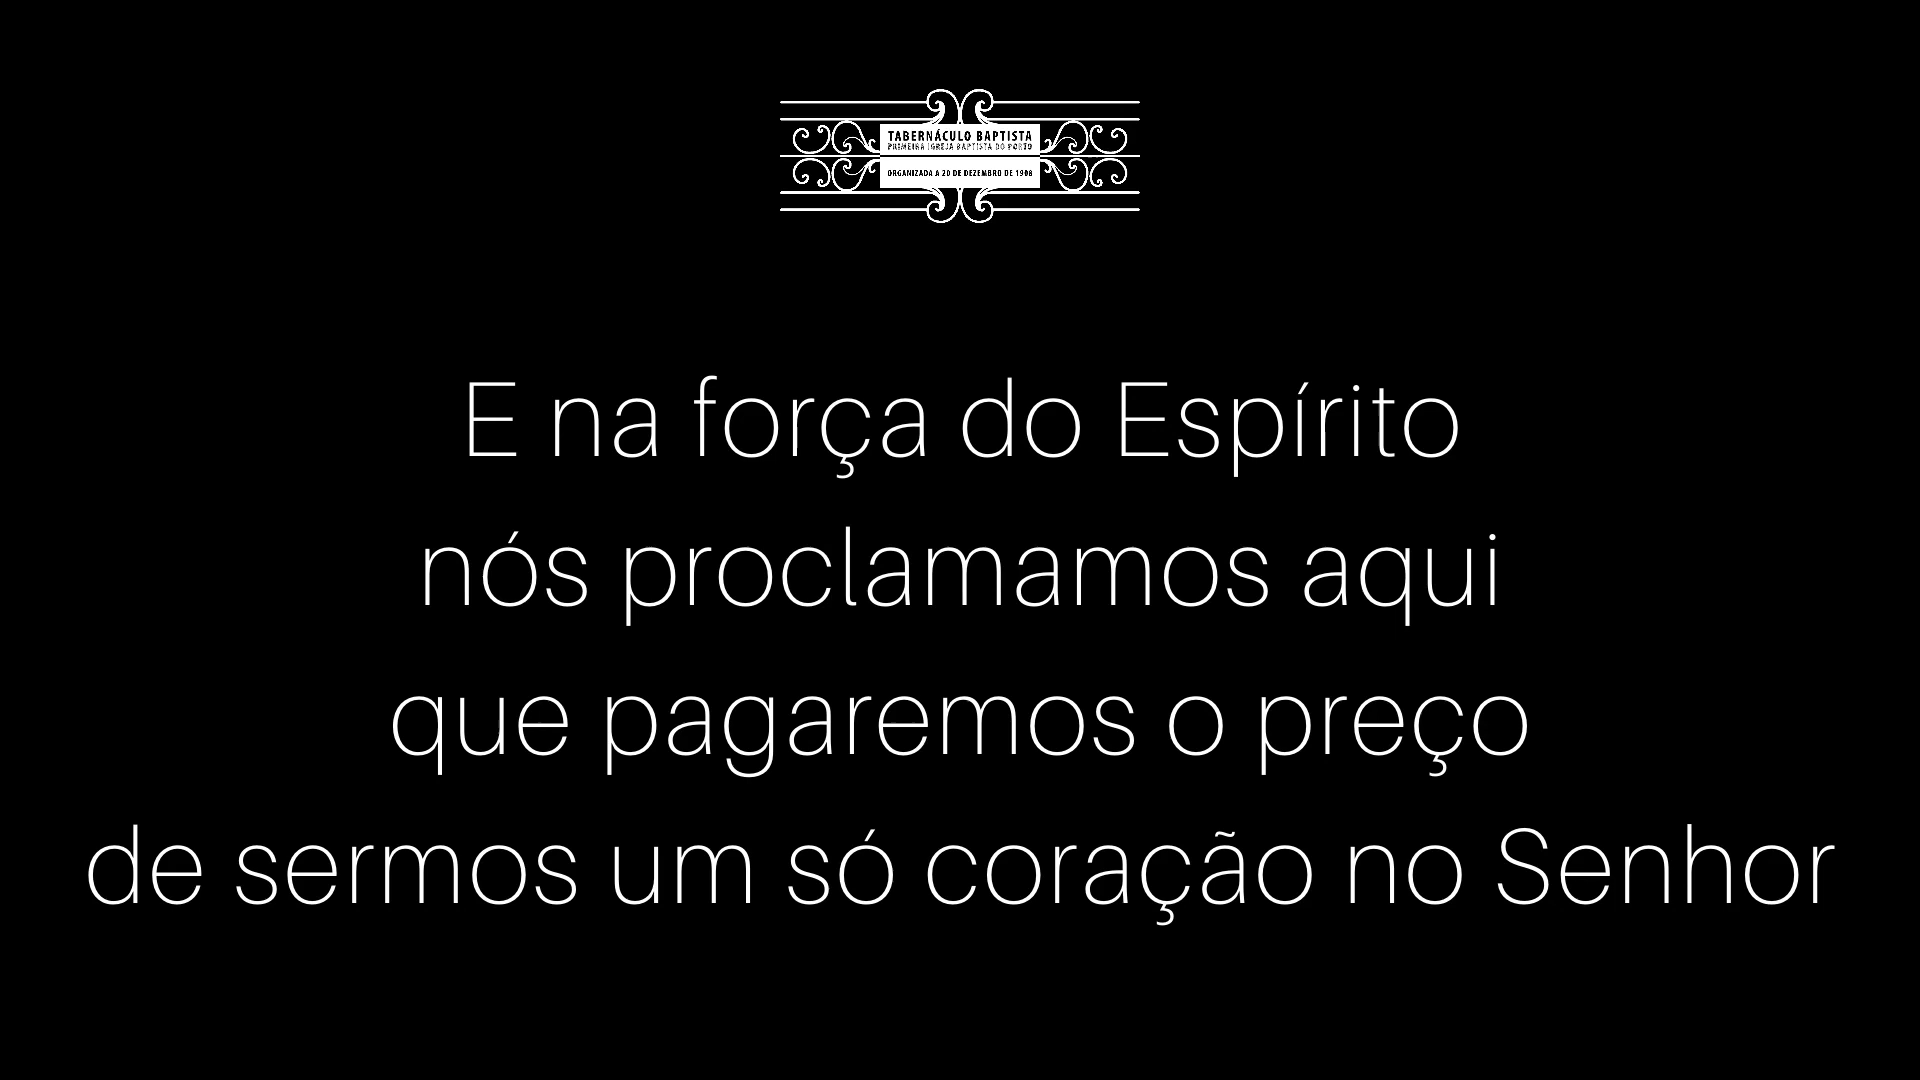 TABERNÁCULO BAPTISTA
PRIMEIRA IGREJA BAPTISTA DO PORTO
ORGANIZADA A 20 DE DEZEMBRO DE 1908
E na força do Espírito
nós proclamamos aqui
que pagaremos o preço
de sermos um só coração no Senhor